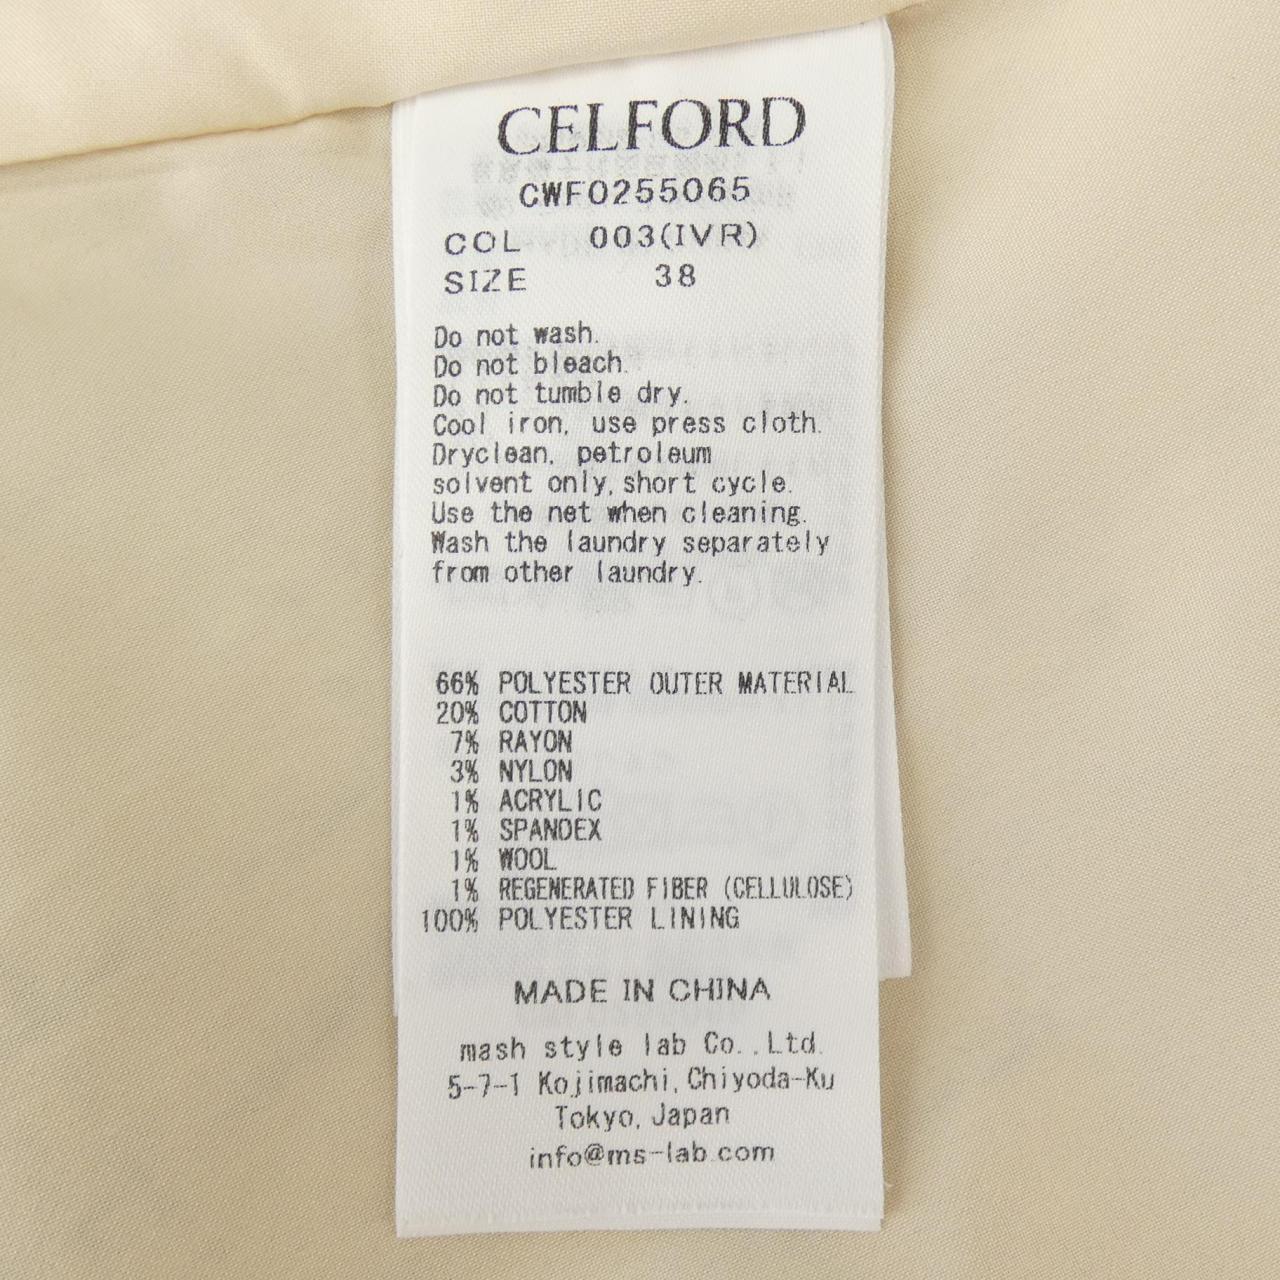 CELFORD
CWF0255065
COL 003(IVR)
SIZE 38
Do not wash.
Do not bleach.
Do not tumble dry.
Cool iron, use press cloth.
Dryclean, petroleum
solvent only, short cycle.
Use the net when cleaning.
Wash the laundry separately
from other laundry.
66% POLYESTER OUTER MATERIAL
20% COTTON
7% RAYON
3% NYLON
1% ACRYLIC
1% SPANDEX
1% WOOL
1% REGENERATED FIBER (CELLULOSE)
100% POLYESTER LINING
MADE IN CHINA
mash style lab Co.,Ltd.
5-7-1 Kojimachi, Chiyoda-Ku
Tokyo, Japan
info@ms-lab.com